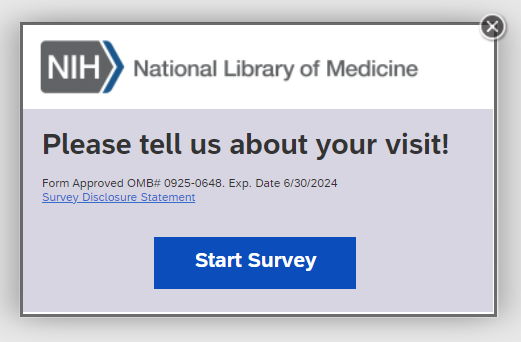 NIH National Library of Medicine
Please tell us about your visit!
Form Approved OMB# 0925-0648. Exp. Date 6/30/2024
Survey Disclosure Statement
Start Survey